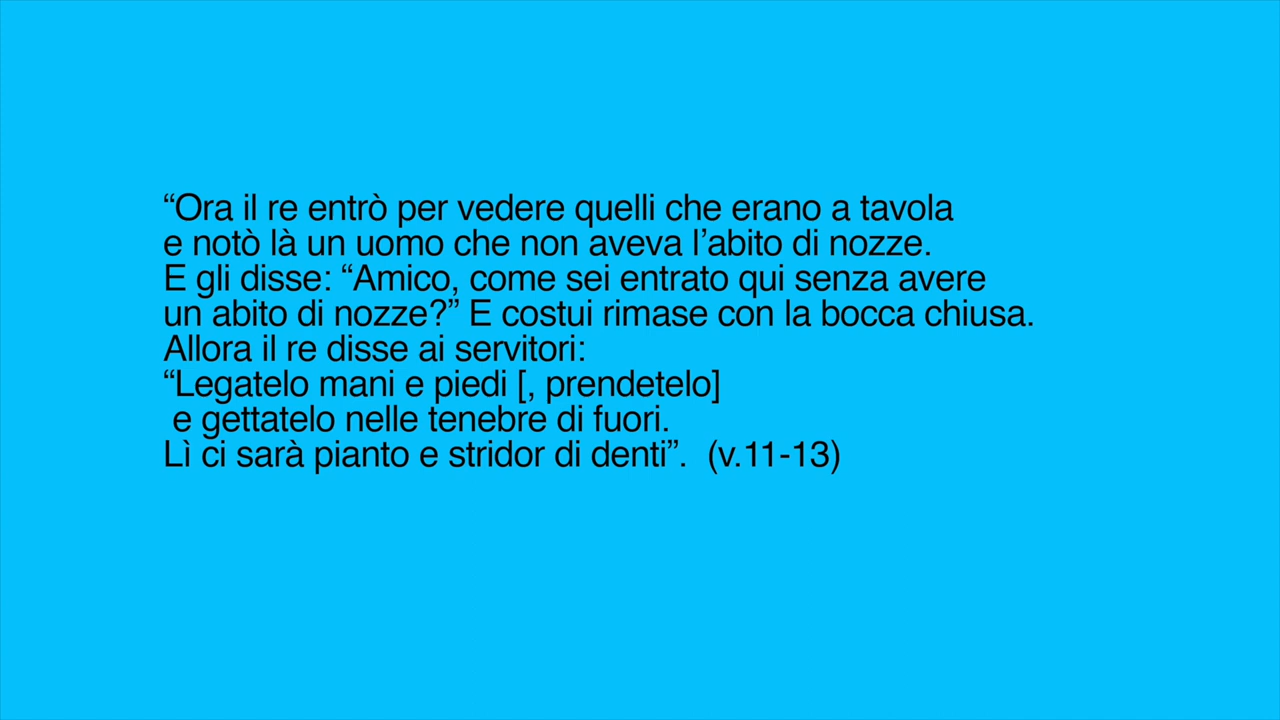 “Ora il re entrò per vedere quelli che erano a tavola
e notò là un uomo che non aveva l’abito di nozze.
E gli disse: “Amico, come sei entrato qui senza avere
un abito di nozze?” E costui rimase con la bocca chiusa.
Allora il re disse ai servitori:
“Legatelo mani e piedi [, prendetelo]
e gettatelo nelle tenebre di fuori.
Lì ci sarà pianto e stridor di denti”. (v.11-13)